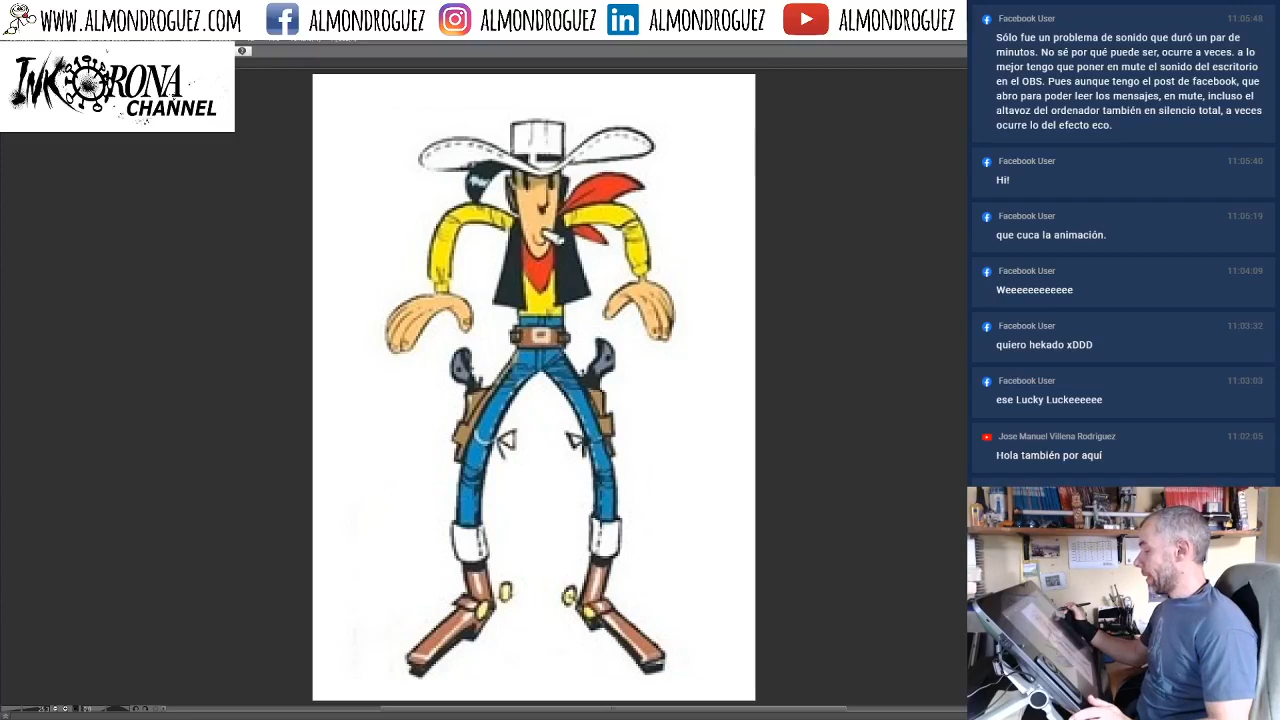 WWW.ALMONDROGUEZ.COM
ALMONDROGUEZ
ALMONDROGUEZ
ALMONDROGUEZ
ALMONDROGUEZ
INKORONA
CHANNEL
Facebook User 11:05:48
Sólo fue un problema de sonido que duró un par de
minutos. No sé por qué puede ser, ocurre a veces. a lo
mejor tengo que poner en mute el sonido del escritorio
en el OBS. Pues aunque tengo el post de facebook, que
abro para poder leer los mensajes, en mute, incluso el
altavoz del ordenador también en silencio total, a veces
ocurre lo del efecto eco.
Facebook User 11:05:40
Hi!
Facebook User 11:05:19
que cuca la animación.
Facebook User 11:04:09
Weeeeeeeeeeee
Facebook User 11:03:32
quiero hekado xDDD
Facebook User 11:03:03
ese Lucky Luckeeeeee
Jose Manuel Villena Rodriguez 11:02:05
Hola también por aquí